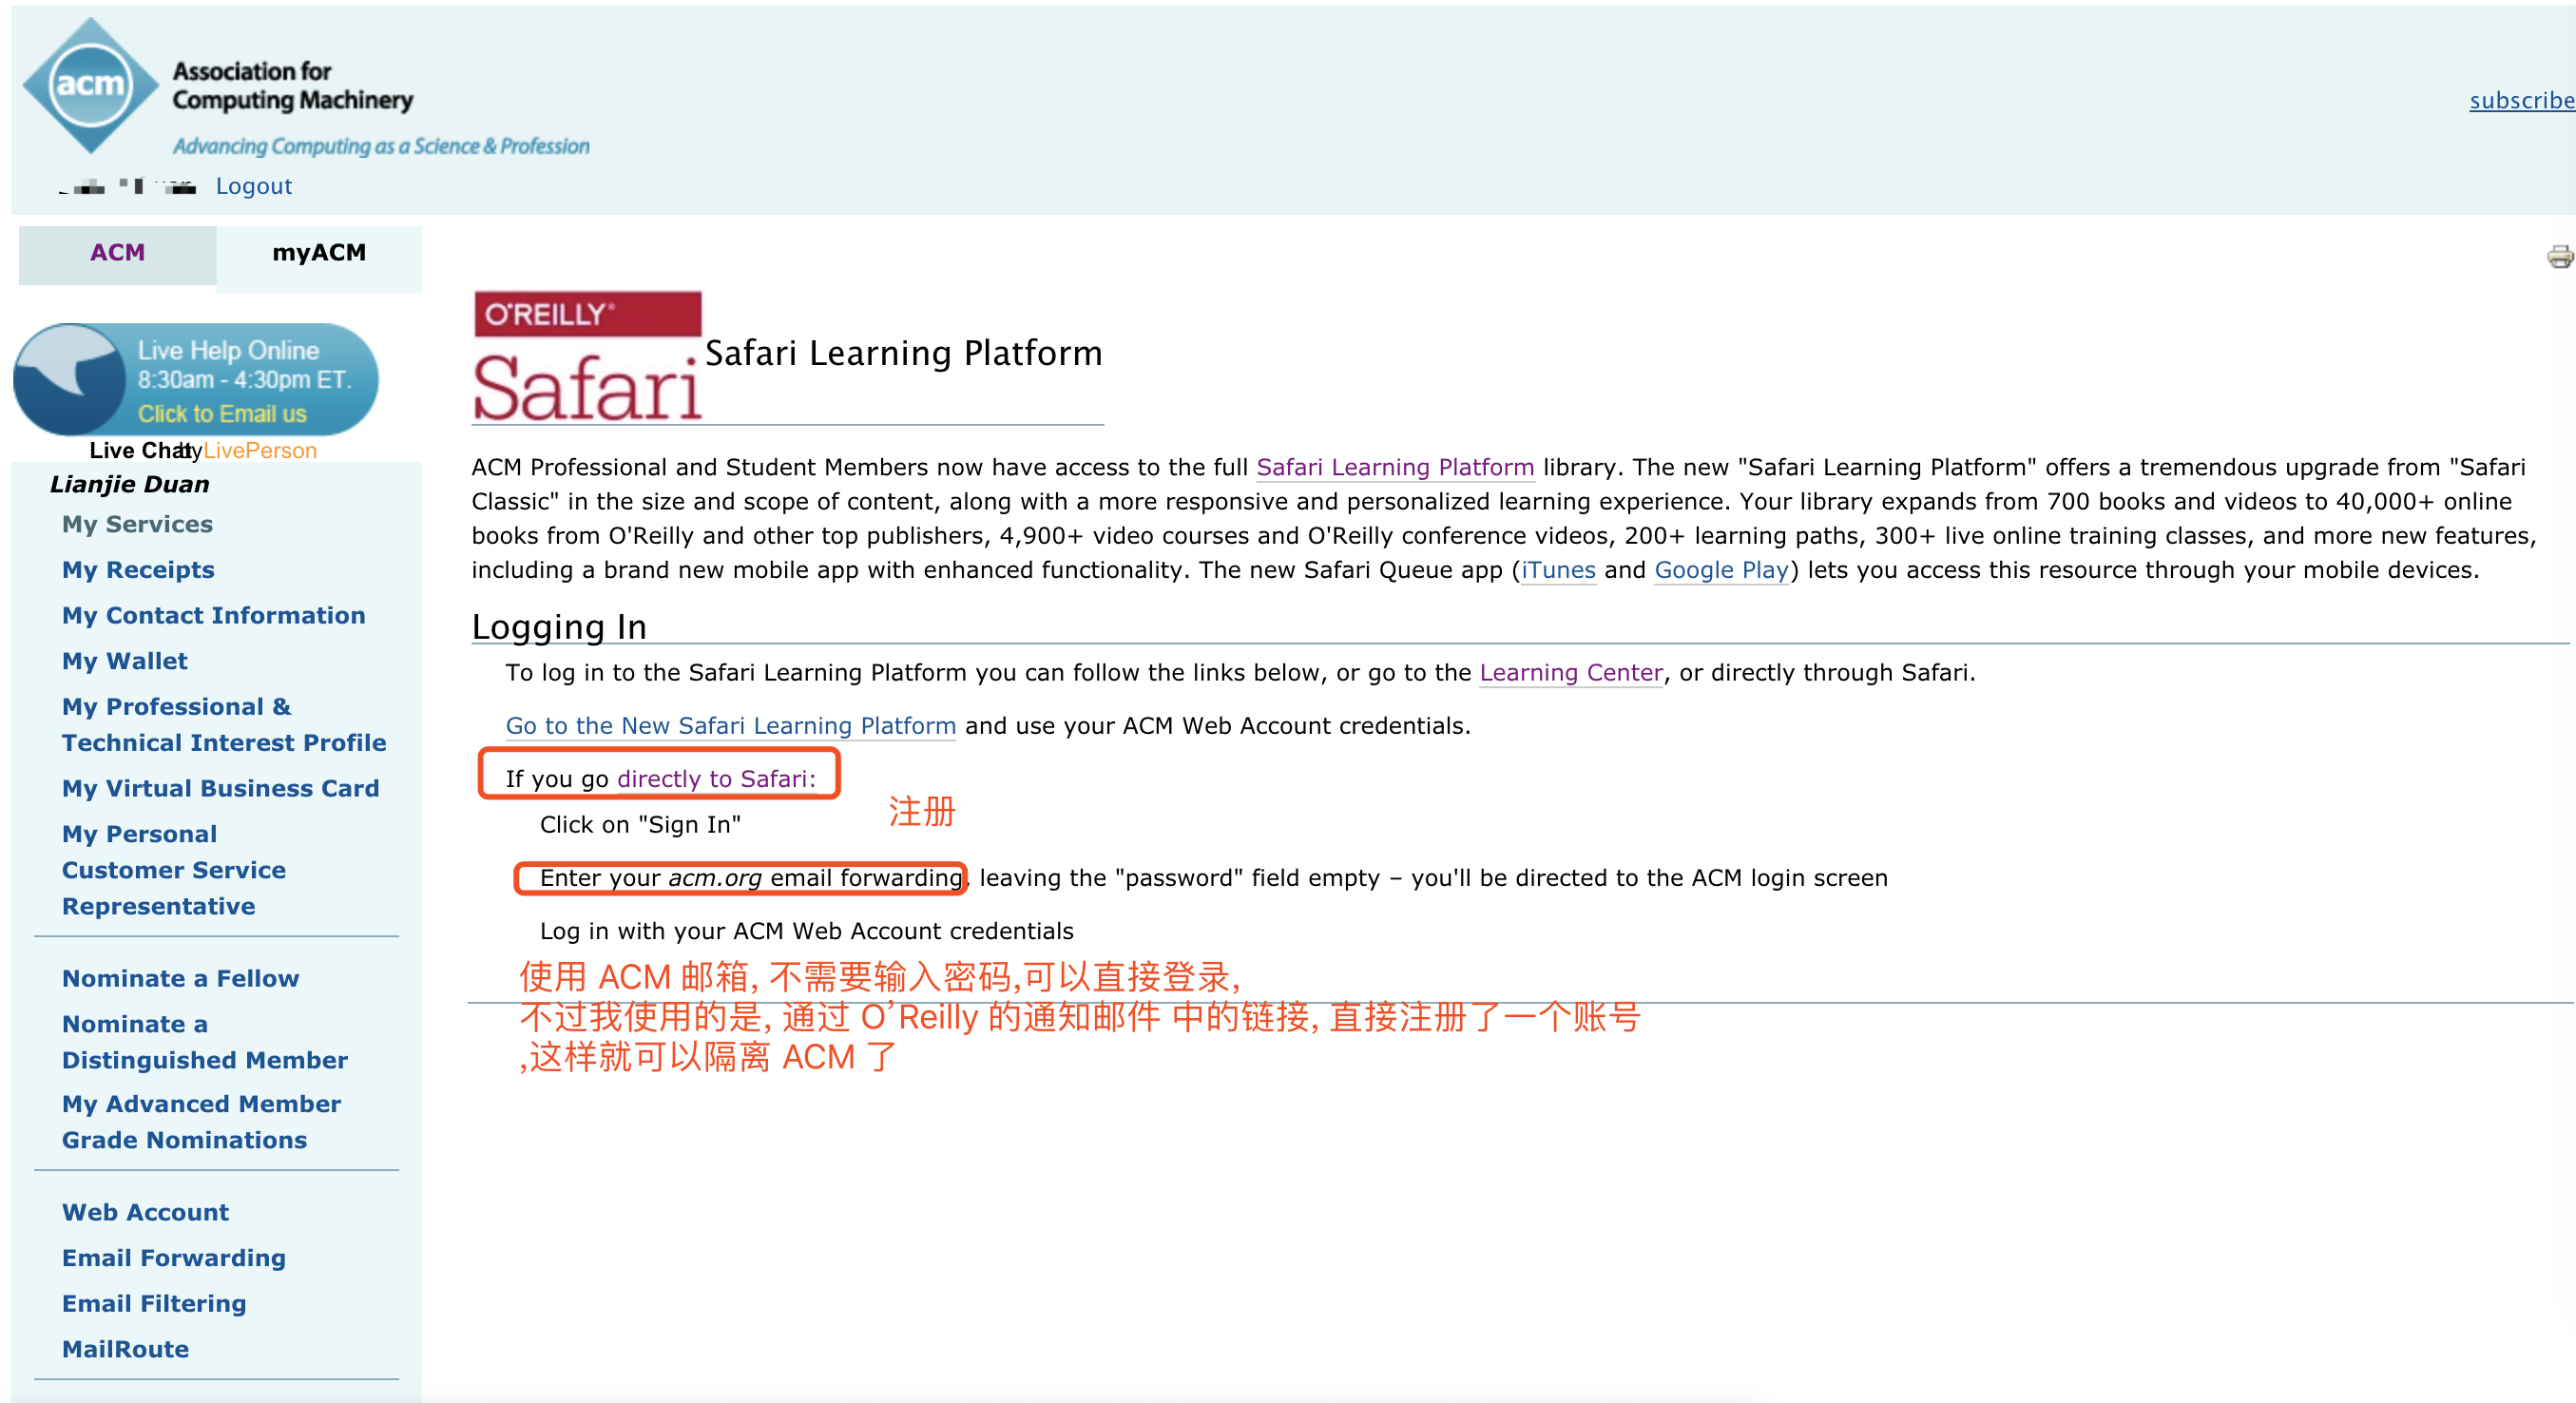 acm
Association for
Computing Machinery
Advancing Computing as a Science & Profession
subscribe
Logout
ACM
myACM
Live Help Online
8:30am - 4:30pm ET.
Click to Email us
Live Chat by LivePerson
Lianjie Duan
My Services
My Receipts
My Contact Information
My Wallet
My Professional &
Technical Interest Profile
My Virtual Business Card
My Personal
Customer Service
Representative
Nominate a Fellow
Nominate a
Distinguished Member
My Advanced Member
Grade Nominations
Web Account
Email Forwarding
Email Filtering
MailRoute
O'REILLY®
Safari
Safari Learning Platform
ACM Professional and Student Members now have access to the full Safari Learning Platform library. The new "Safari Learning Platform" offers a tremendous upgrade from "Safari
Classic" in the size and scope of content, along with a more responsive and personalized learning experience. Your library expands from 700 books and videos to 40,000+ online
books from O'Reilly and other top publishers, 4,900+ video courses and O'Reilly conference videos, 200+ learning paths, 300+ live online training classes, and more new features,
including a brand new mobile app with enhanced functionality. The new Safari Queue app (iTunes and Google Play) lets you access this resource through your mobile devices.
Logging In
To log in to the Safari Learning Platform you can follow the links below, or go to the Learning Center, or directly through Safari.
Go to the New Safari Learning Platform and use your ACM Web Account credentials.
If you go directly to Safari:
注册
Click on "Sign In"
Enter your acm.org email forwarding, leaving the "password" field empty – you'll be directed to the ACM login screen
Log in with your ACM Web Account credentials
使用 ACM 邮箱, 不需要输入密码,可以直接登录,
不过我使用的是, 通过 O’Reilly 的通知邮件 中的链接, 直接注册了一个账号
,这样就可以隔离 ACM 了